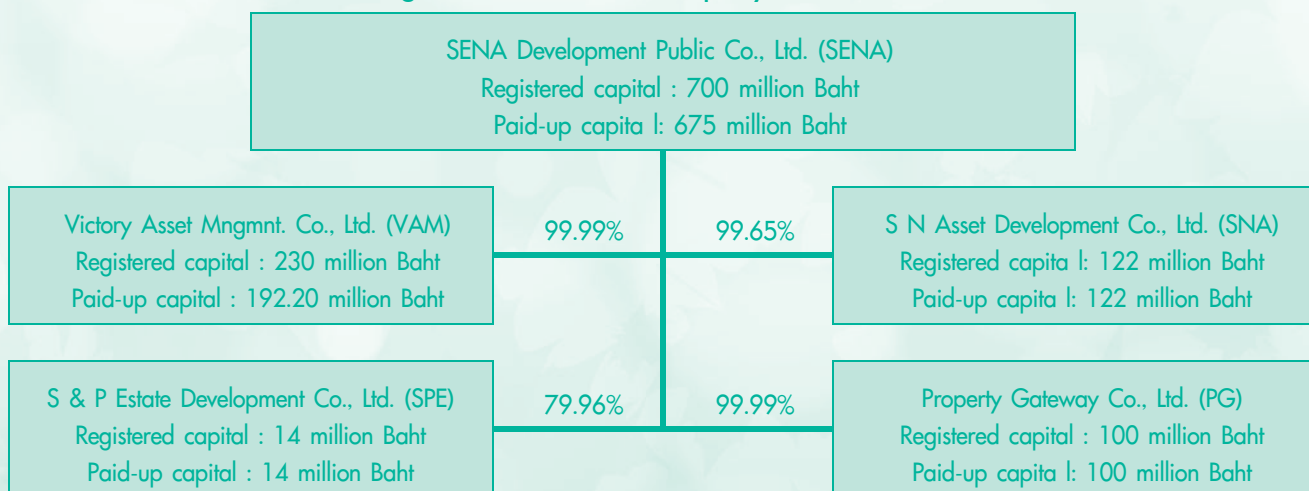 SENA Development Public Co., Ltd. (SENA)
Registered capital : 700 million Baht
Paid-up capita l: 675 million Baht
Victory Asset Mngmnt. Co., Ltd. (VAM)
Registered capital : 230 million Baht
Paid-up capital : 192.20 million Baht
99.99%
99.65%
S N Asset Development Co., Ltd. (SNA)
Registered capita l: 122 million Baht
Paid-up capita l: 122 million Baht
S & P Estate Development Co., Ltd. (SPE)
Registered capital : 14 million Baht
Paid-up capital : 14 million Baht
79.96%
99.99%
Property Gateway Co., Ltd. (PG)
Registered capital : 100 million Baht
Paid-up capita l: 100 million Baht